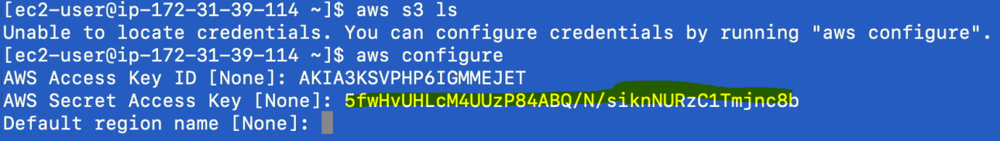 [ec2-user@ip-172-31-39-114 ~]$ aws s3 ls
Unable to locate credentials. You can configure credentials by running "aws configure".
[ec2-user@ip-172-31-39-114 ~]$ aws configure
AWS Access Key ID [None]: AKIA3KSVPHP6IGMMEJET
AWS Secret Access Key [None]: 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
Default region name [None]: